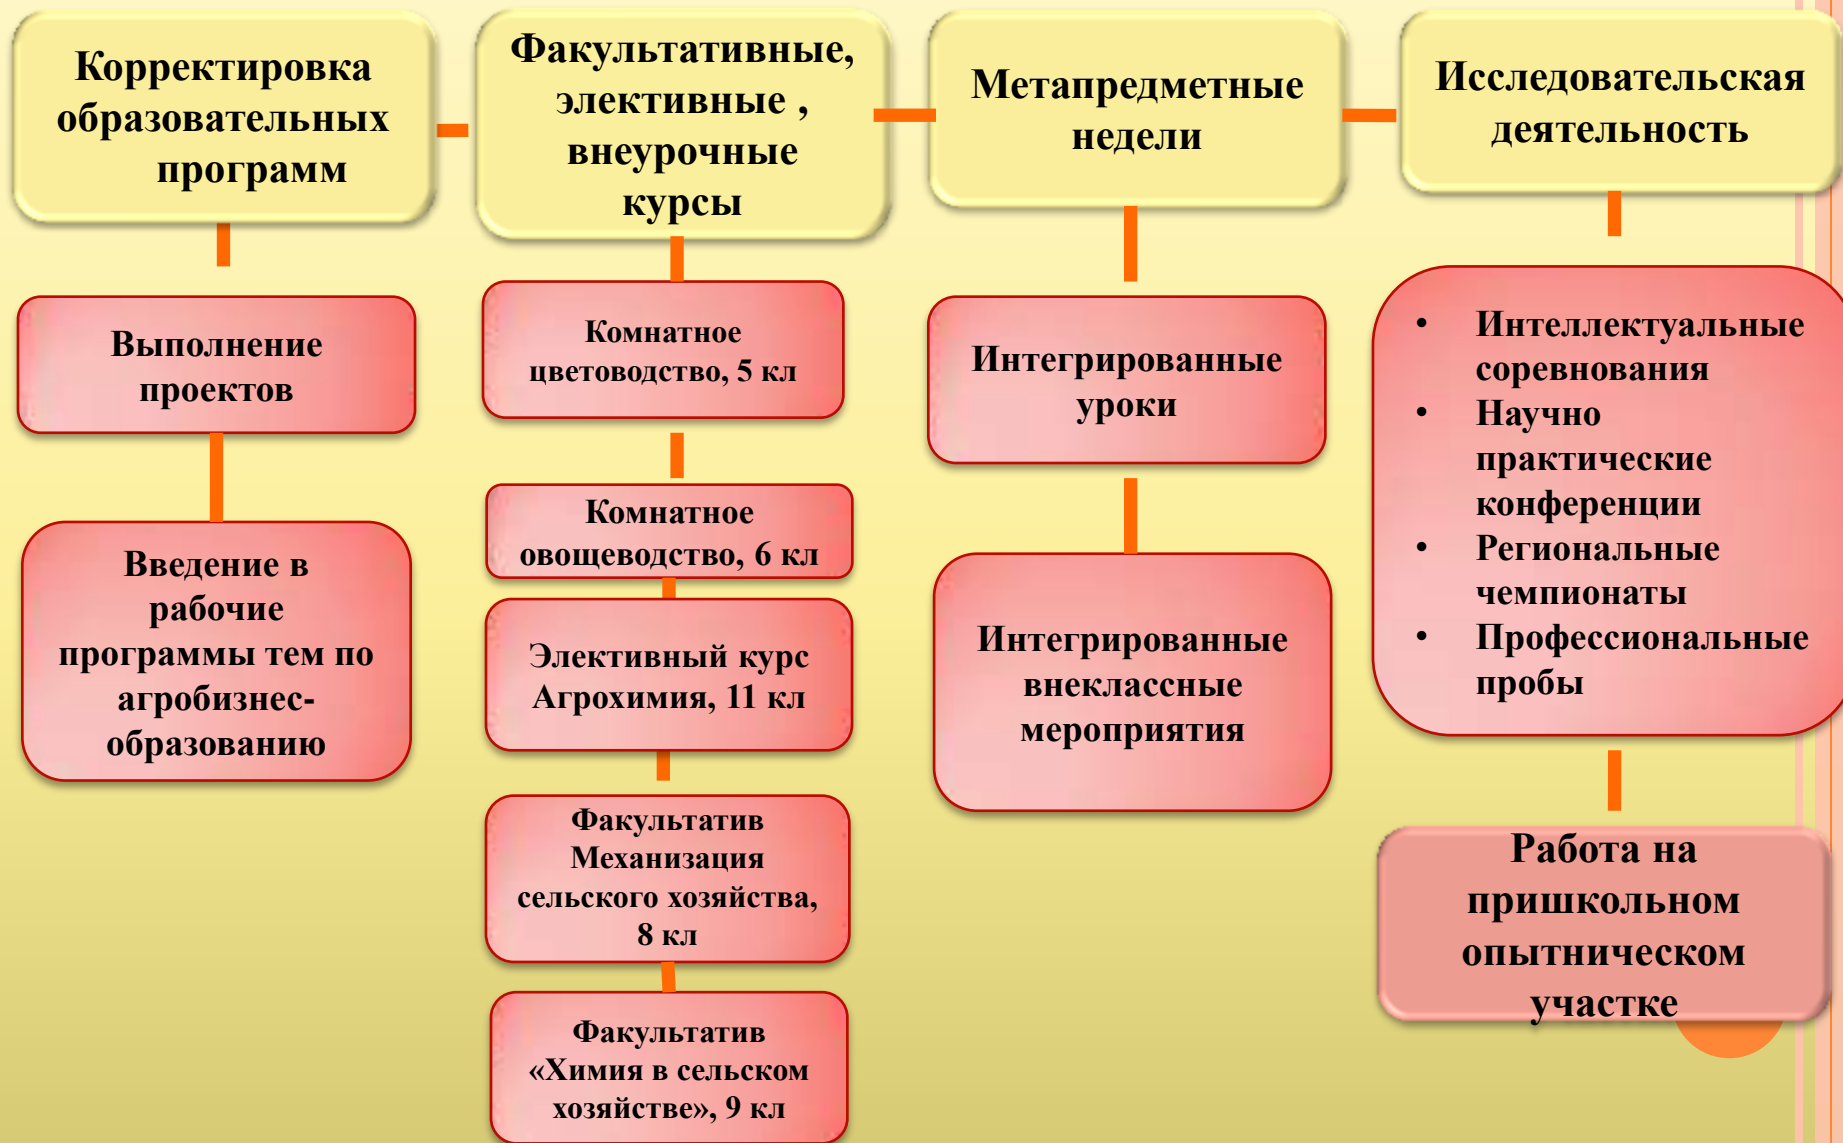 Корректировка
образовательных
программ
Факультативные,
элективные ,
внеурочные
курсы
Метапредметные
недели
Исследовательская
деятельность
Выполнение
проектов
Введение в
рабочие
программы тем по
агробизнес-
образованию
Комнатное
цветоводство, 5 кл
Комнатное
овощеводство, 6 кл
Элективный курс
Агрохимия, 11 кл
Факультатив
Механизация
сельского хозяйства,
8 кл
Факультатив
«Химия в сельском
хозяйстве», 9 кл
Интегрированные
уроки
Интегрированные
внеклассные
мероприятия
• Интеллектуальные
соревнования
• Научно
практические
конференции
• Региональные
чемпионаты
• Профессиональные
пробы
Работа на
пришкольном
опытническом
участке